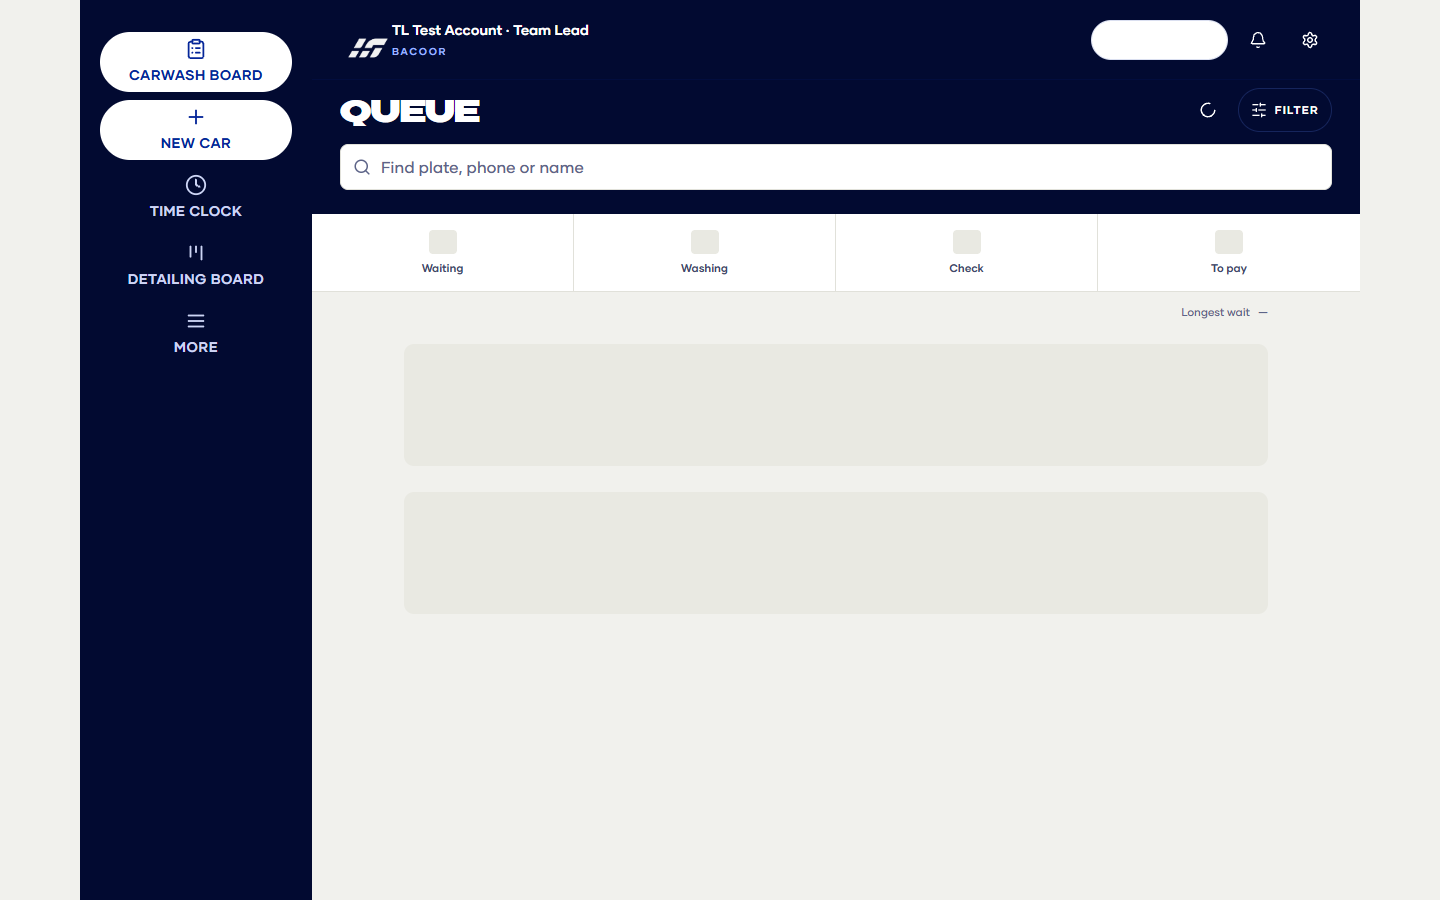 CARWASH BOARD
NEW CAR
TIME CLOCK
DETAILING BOARD
MORE
TL Test Account · Team Lead
BACOOR
QUEUE
FILTER
Find plate, phone or name
Waiting
Washing
Check
To pay
Longest wait —